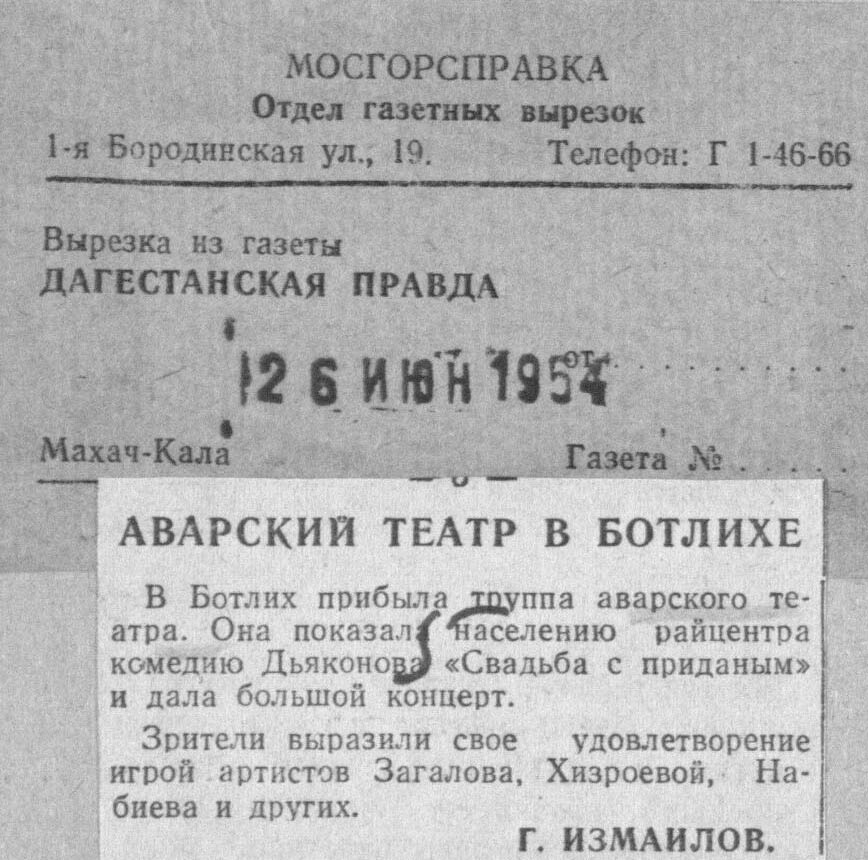 МОСГОРСПРАВКА
Отдел газетных вырезок
1-я Бородинская ул., 19. Телефон: Г 1-46-66
Вырезка из газеты
ДАГЕСТАНСКАЯ ПРАВДА
26 ИЮН 1954 от . . . . . . . . .
Махач-Кала Газета № . . . . .
АВАРСКИЙ ТЕАТР В БОТЛИХЕ
В Ботлих прибыла труппа аварского те-
атра. Она показала населению райцентра
комедию Дьяконова «Свадьба с приданым»
и дала большой концерт.
Зрители выразили свое удовлетворение
игрой артистов Загалова, Хизроевой, На-
биева и других.
Г. ИЗМАИЛОВ.